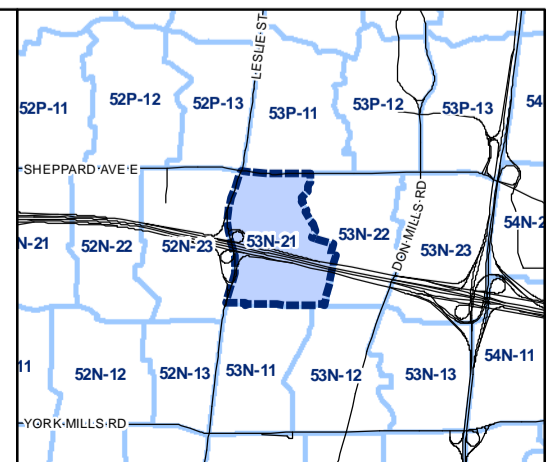 LESLIE ST
52P-11 52P-12 52P-13 53P-11 53P-12 53P-13 54
SHEPPARD AVE E
DON MILLS RD
N-21 52N-22 52N-23 53N-21 53N-22 53N-23 54N-2
11 52N-12 52N-13 53N-11 53N-12 53N-13 54N-11
YORK MILLS RD